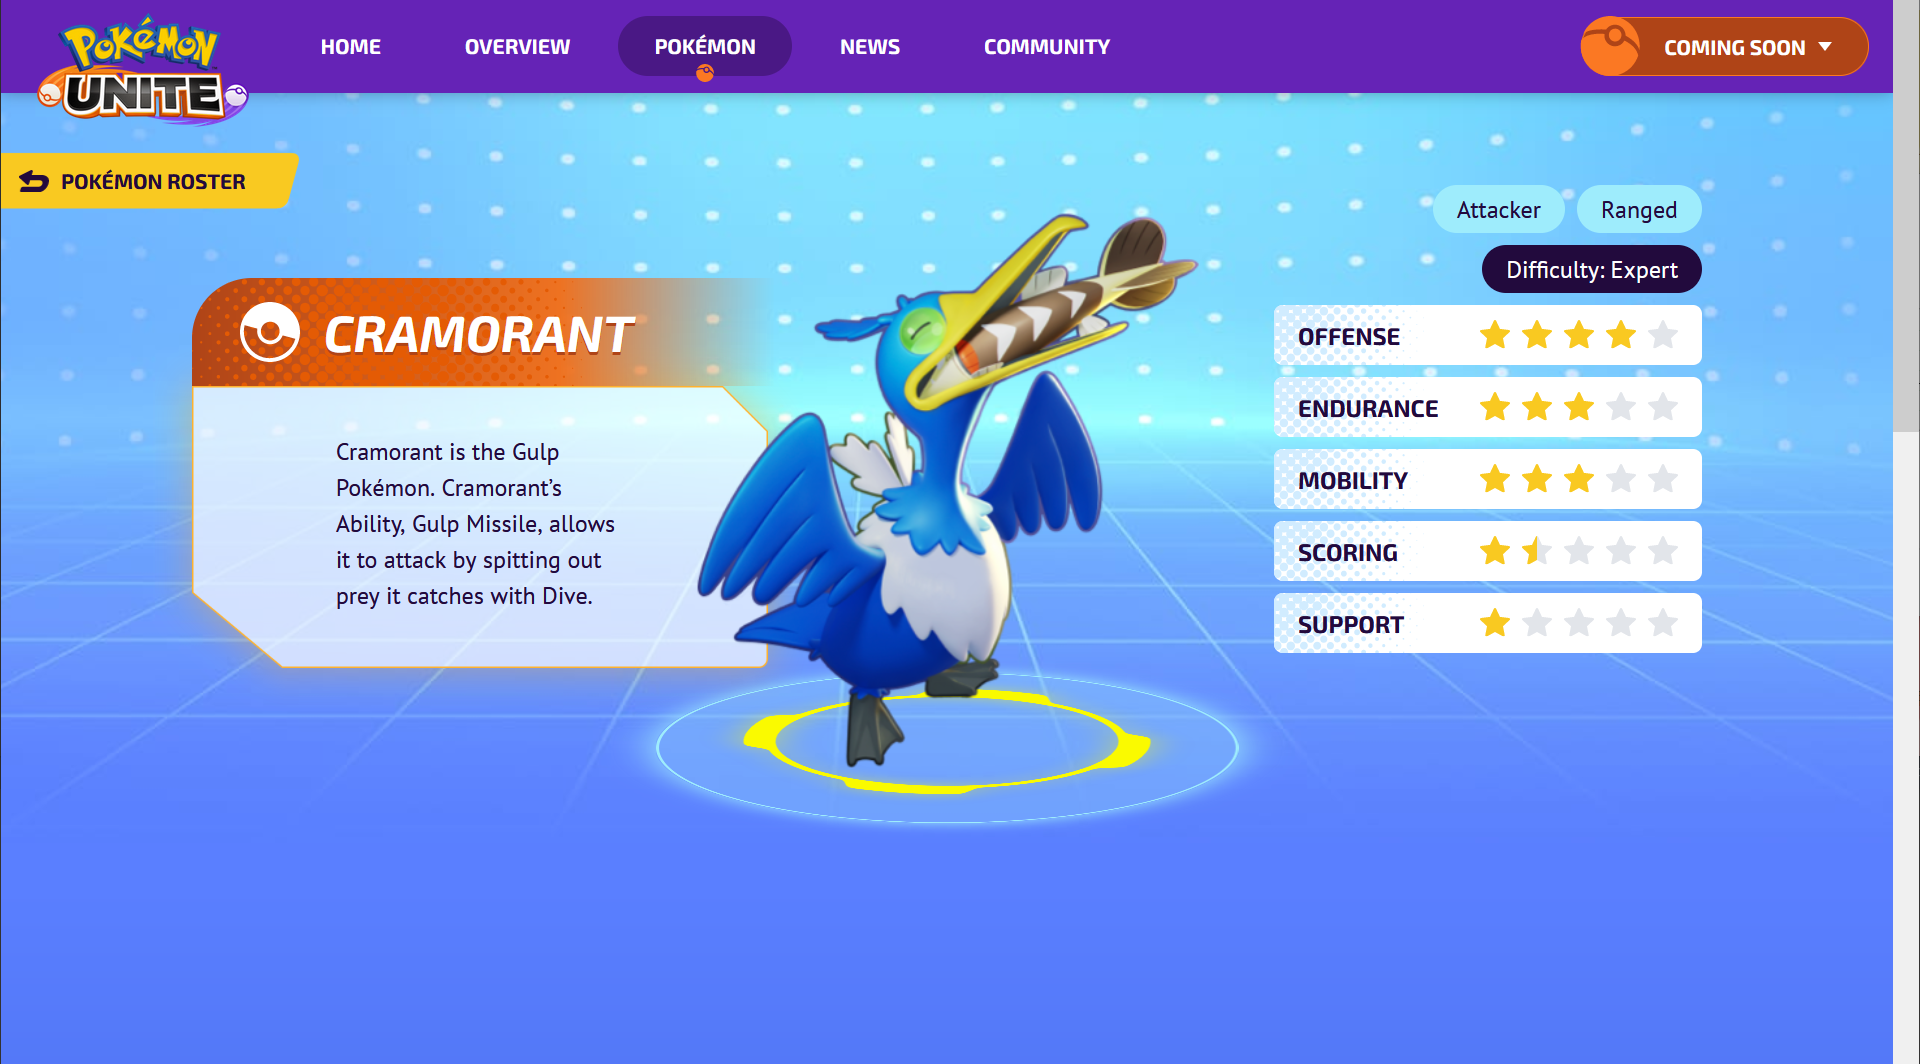 Pokémon
UNITE
HOME
OVERVIEW
POKÉMON
NEWS
COMMUNITY
COMING SOON
POKÉMON ROSTER
CRAMORANT
Cramorant is the Gulp
Pokémon. Cramorant’s
Ability, Gulp Missile, allows
it to attack by spitting out
prey it catches with Dive.
Attacker
Ranged
Difficulty: Expert
OFFENSE
ENDURANCE
MOBILITY
SCORING
SUPPORT